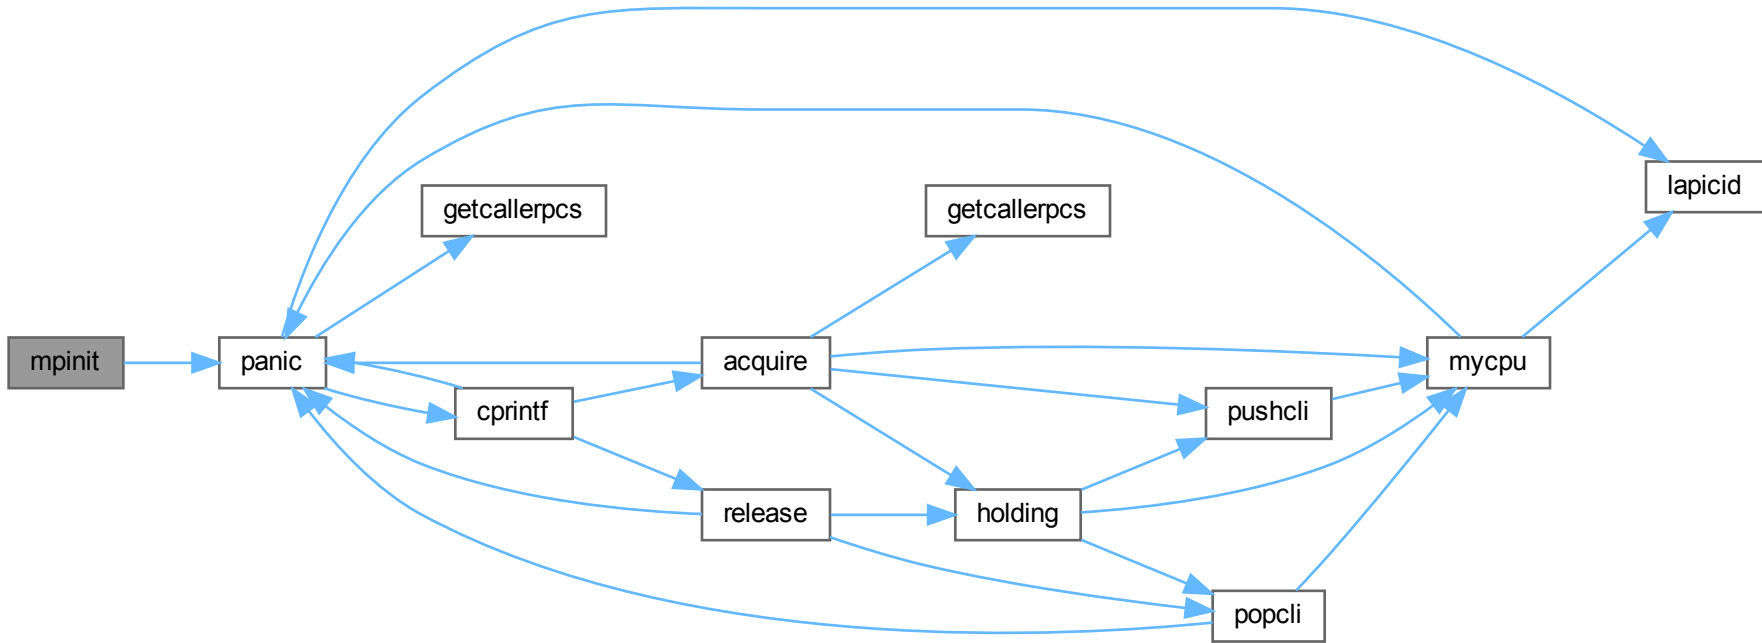 lapicid
getcallerpcs
getcallerpcs
mpinit
panic
acquire
mycpu
cprintf
pushcli
release
holding
popcli